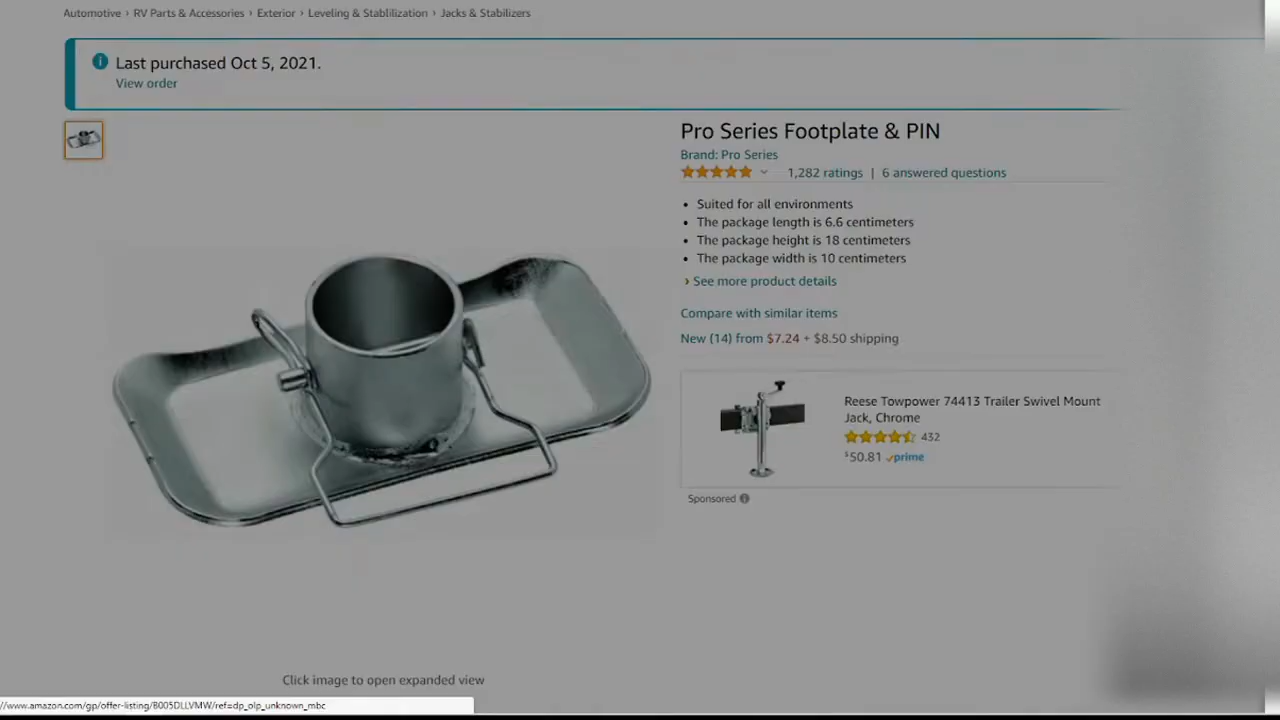 Automotive › RV Parts & Accessories › Exterior › Leveling & Stablilization › Jacks & Stabilizers
Last purchased Oct 5, 2021.
View order
Pro Series Footplate & PIN
Brand: Pro Series
1,282 ratings | 6 answered questions
• Suited for all environments
• The package length is 6.6 centimeters
• The package height is 18 centimeters
• The package width is 10 centimeters
› See more product details
Compare with similar items
New (14) from $7.24 + $8.50 shipping
Reese Towpower 74413 Trailer Swivel Mount
Jack, Chrome
432
$50.81 prime
Sponsored
Click image to open expanded view
//www.amazon.com/gp/offer-listing/B005DLLVMW/ref=dp_olp_unknown_mbc